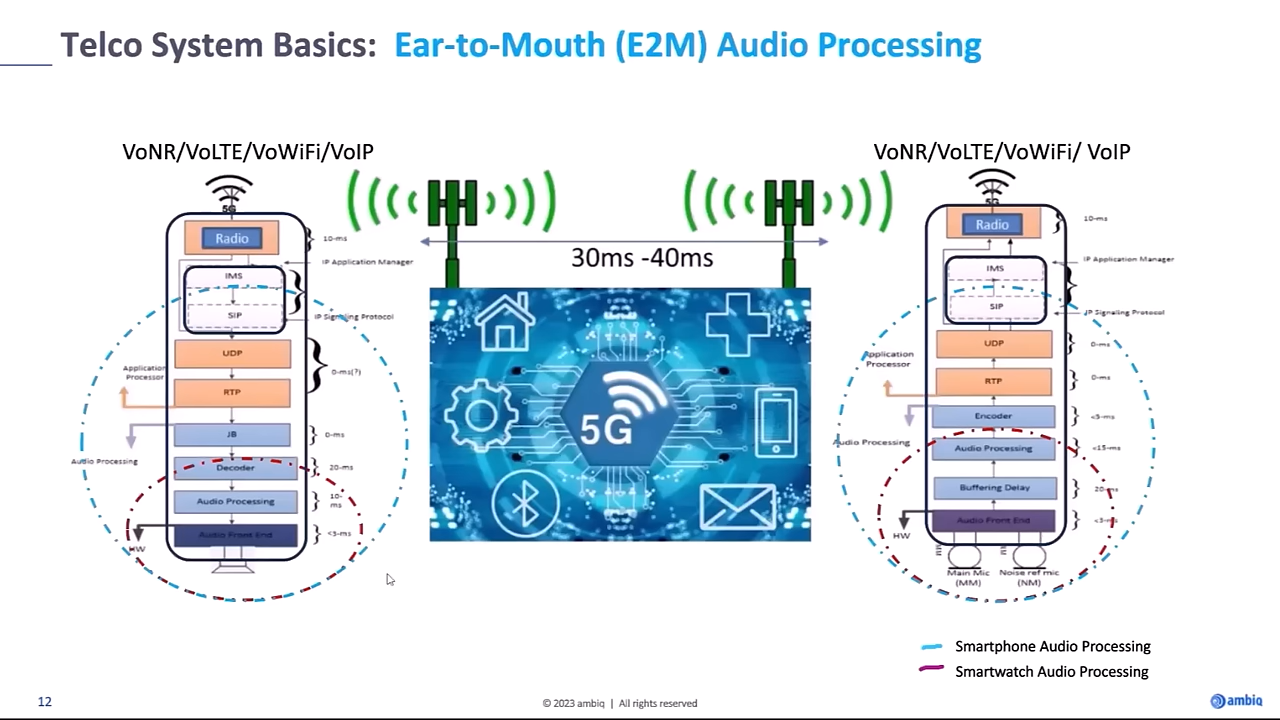 Telco System Basics: Ear-to-Mouth (E2M) Audio Processing
VoNR/VoLTE/VoWiFi/VoIP
5G
Radio
10-ms
IP Application Manager
IMS
SIP
IP Signaling Protocol
UDP
Application
Processor
0-ms(?)
RTP
JB
0-ms
Audio Processing
Decoder
20-ms
Audio Processing
10-
ms
Audio Front End
<3-ms
HW
30ms -40ms
5G
VoNR/VoLTE/VoWiFi/ VoIP
5G
Radio
10-ms
IP Application Manager
IMS
SIP
IP Signaling Protocol
UDP
0-ms
Application
Processor
RTP
0-ms
Encoder
<5-ms
Audio Processing
Audio Processing
<15-ms
Buffering Delay
20-ms
Audio Front End
<3-ms
HW
Main Mic
(MM)
Noise ref mic
(NM)
Smartphone Audio Processing
Smartwatch Audio Processing
12
© 2023 ambiq | All rights reserved
ambiq